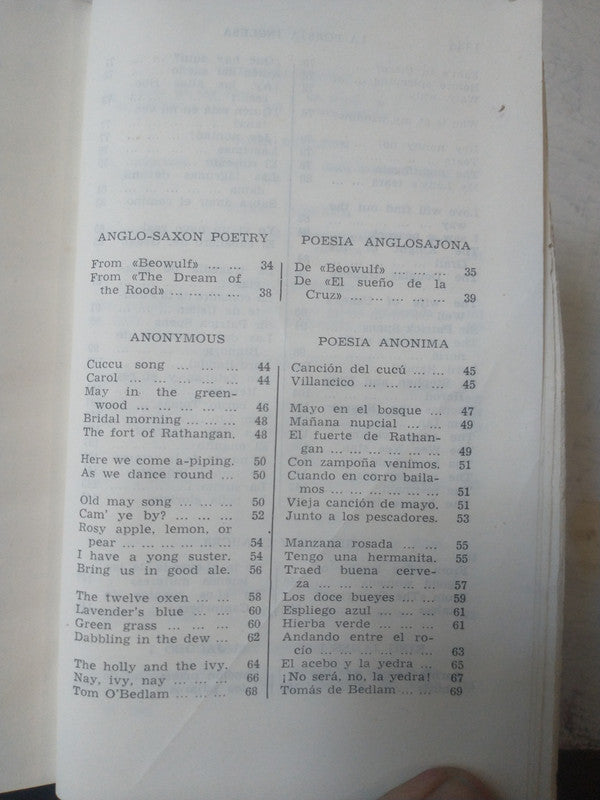 ANGLO-SAXON POETRY
From «Beowulf» ... ... 34
From «The Dream of
the Rood» ... ... ... 38
ANONYMOUS
Cuccu song ... ... ... 44
Carol ... ... ... ... ... 44
May in the green-
wood ... ... ... ... ... 46
Bridal morning ... ... 48
The fort of Rathangan. 48
Here we come a-piping. 50
As we dance round ... 50
Old may song ... ... ... 50
Cam' ye by? ... ... ... 52
Rosy apple, lemon, or
pear ... ... ... ... ... ... 54
I have a yong suster. 54
Bring us in good ale. 56
The twelve oxen ... ... 58
Lavender's blue ... ... 60
Green grass ... ... ... 60
Dabbling in the dew ... 62
The holly and the ivy. 64
Nay, ivy, nay ... ... ... 66
Tom O'Bedlam ... ... ... 68
POESIA ANGLOSAJONA
De «Beowulf» ... ... ... 35
De «El sueño de la
Cruz» ... ... ... ... ... 39
POESIA ANONIMA
Canción del cucú ... ... 45
Villancico ... ... ... ... 45
Mayo en el bosque ... 47
Mañana nupcial ... ... 49
El fuerte de Rathan-
gan ... ... ... ... ... ... 49
Con zampoña venimos. 51
Cuando en corro baila-
mos ... ... ... ... ... ... 51
Vieja canción de mayo. 51
Junto a los pescadores. 53
Manzana rosada ... ... 55
Tengo una hermanita. 55
Traed buena cerve-
za ... ... ... ... ... ... 57
Los doce bueyes ... ... 59
Espliego azul ... ... ... 61
Hierba verde ... ... ... 61
Andando entre el ro-
cío ... ... ... ... ... ... 63
El acebo y la yedra ... 65
¡No será, no, la yedra! 67
Tomás de Bedlam ... ... 69